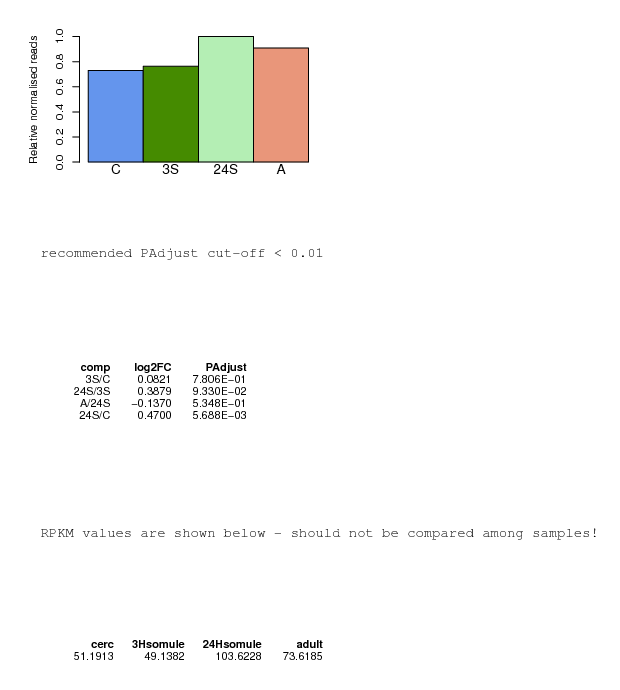 Relative normalised reads
1.0
0.8
0.6
0.4
0.2
0.0
C 3S 24S A
recommended PAdjust cut-off < 0.01
comp log2FC PAdjust
3S/C 0.0821 7.806E-01
24S/3S 0.3879 9.330E-02
A/24S -0.1370 5.348E-01
24S/C 0.4700 5.688E-03
RPKM values are shown below - should not be compared among samples!
cerc 3Hsomule 24Hsomule adult
51.1913 49.1382 103.6228 73.6185